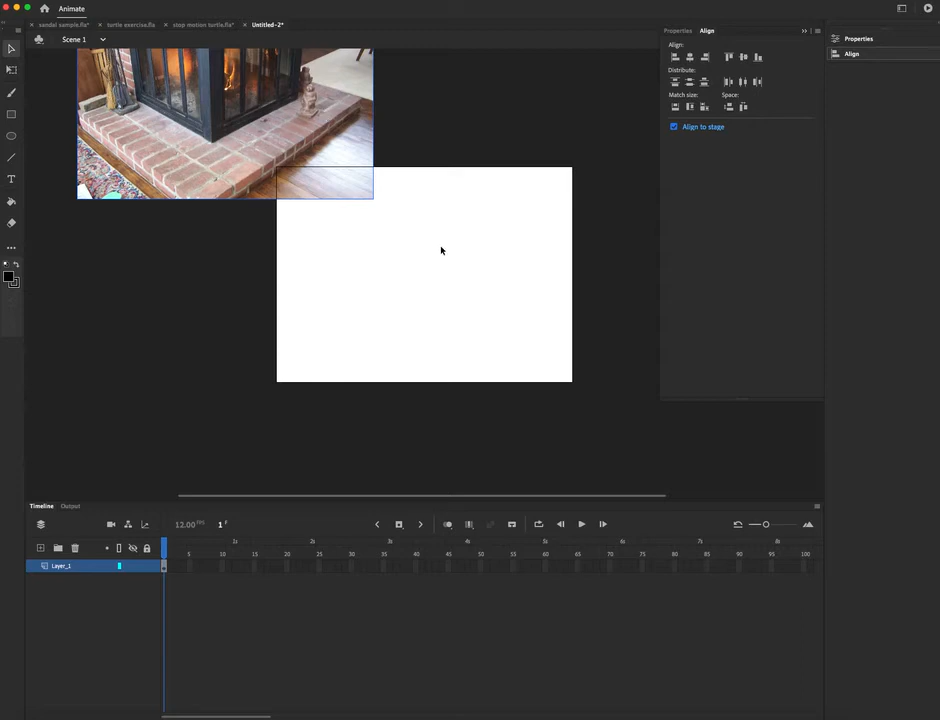 Animate
sandal sample.fla*
turtle exercise.fla
stop motion turtle.fla*
Untitled-2*
Scene 1
Properties
Align
Align:
Distribute:
Match size:
Space:
Align to stage
Properties
Align
Timeline
Output
12.00 FPS
1 F
1s
2s
3s
4s
5s
6s
7s
8s
5
10
15
20
25
30
35
40
45
50
55
60
65
70
75
80
85
90
95
100
Layer_1